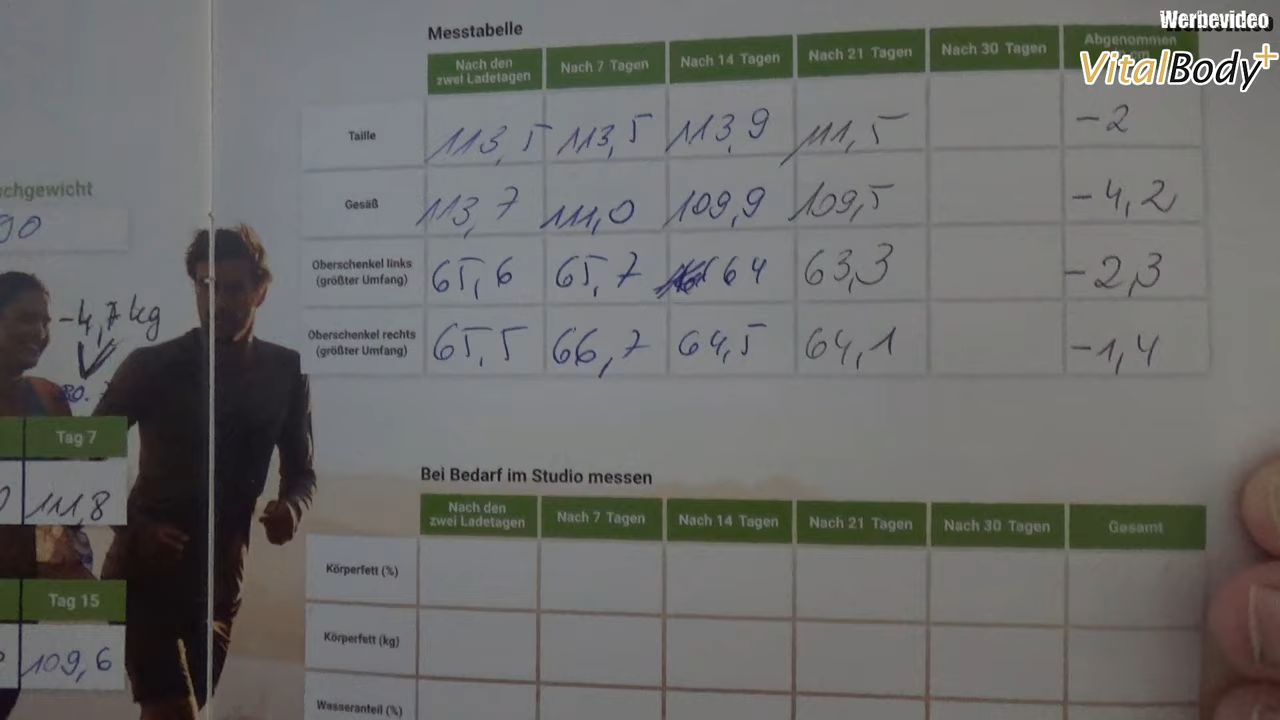 Werbevideo
VitalBody+
Messtabelle
Nach den zwei Ladetagen Nach 7 Tagen Nach 14 Tagen Nach 21 Tagen Nach 30 Tagen Abgenommen
Taille 113,5 113,5 113,9 111,5 -2
Gesäß 113,7 111,0 109,9 109,5 -4,2
Oberschenkel links (größter Umfang) 65,6 65,7 64 63,3 -2,3
Oberschenkel rechts (größter Umfang) 65,5 66,7 64,5 64,1 -1,4
chgewicht
90
-4,7 kg
Tag 7
111,8
Tag 15
109,6
Bei Bedarf im Studio messen
Nach den zwei Ladetagen Nach 7 Tagen Nach 14 Tagen Nach 21 Tagen Nach 30 Tagen Gesamt
Körperfett (%)
Körperfett (kg)
Wasseranteil (%)